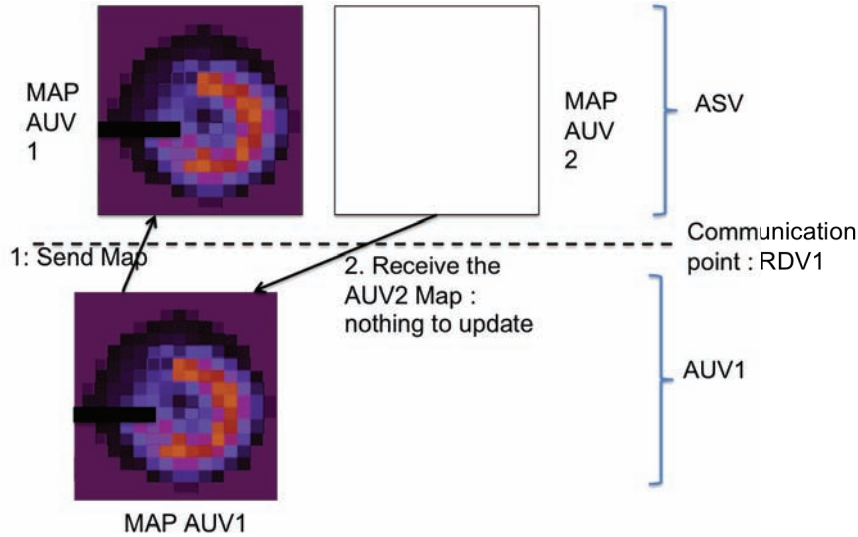 MAP
AUV
1
MAP
AUV
2
ASV
Communication
point : RDV1
1: Send Map
2. Receive the
AUV2 Map :
nothing to update
AUV1
MAP AUV1